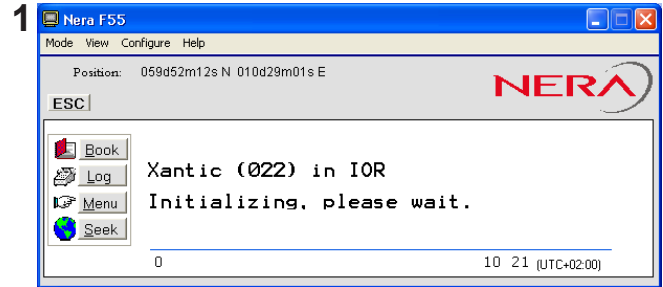 1
Nera F55
Mode View Configure Help
Position: 059d52m12s N 010d29m01s E
NERA
ESC
Book
Log
Menu
Seek
Xantic (022) in IOR
Initializing, please wait.
0 10 21 (UTC+02:00)